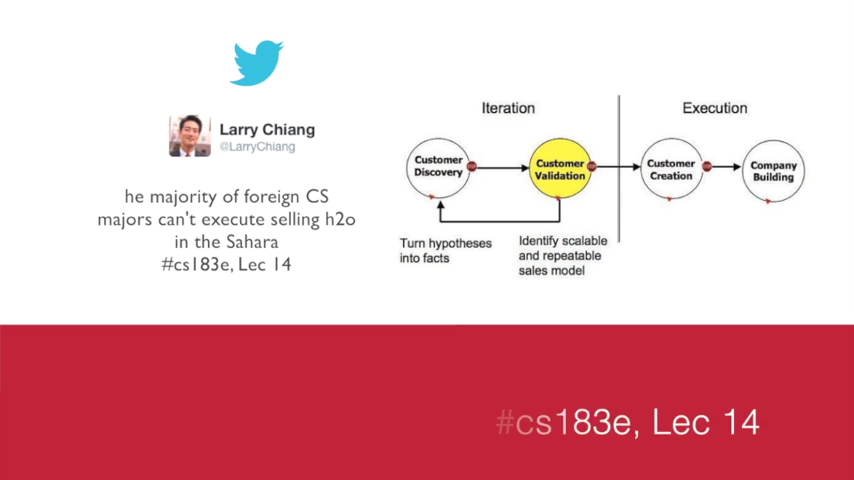 Larry Chiang
@LarryChiang
he majority of foreign CS
majors can't execute selling h2o
in the Sahara
#cs183e, Lec 14
Iteration
Execution
Customer
Discovery
Customer
Validation
Customer
Creation
Company
Building
Turn hypotheses
into facts
Identify scalable
and repeatable
sales model
#cs183e, Lec 14